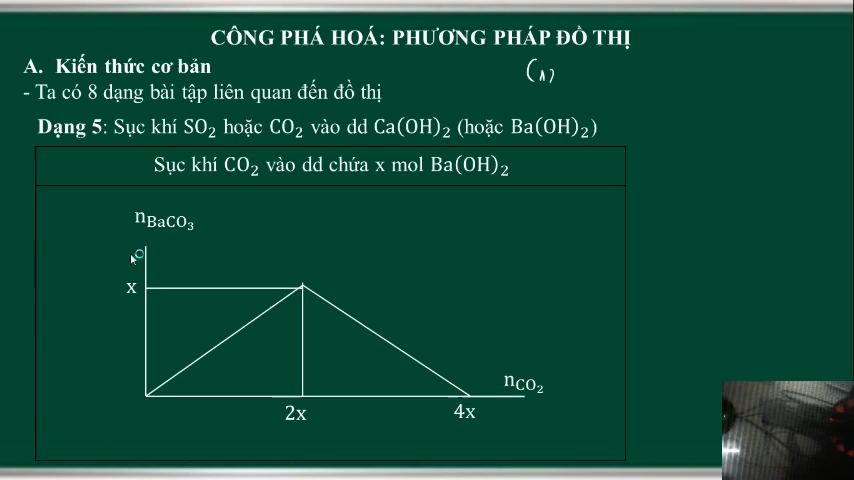 CÔNG PHÁ HOÁ: PHƯƠNG PHÁP ĐỒ THỊ
A. Kiến thức cơ bản
- Ta có 8 dạng bài tập liên quan đến đồ thị
Dạng 5: Sục khí SO₂ hoặc CO₂ vào dd Ca(OH)₂ (hoặc Ba(OH)₂)
Sục khí CO₂ vào dd chứa x mol Ba(OH)₂
n BaCO₃
x
n CO₂
2x
4x